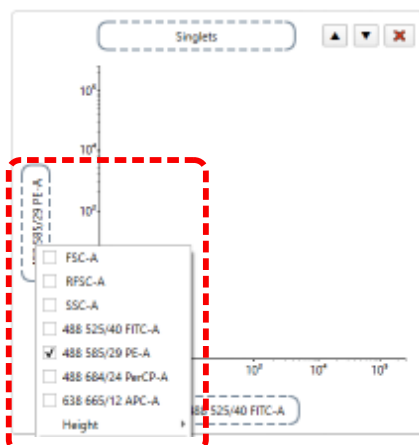 Singlets
▲ ▼ ✖
10⁶
10⁴
10²
585/29 PE-A
FSC-A
RFSC-A
SSC-A
488 525/40 FITC-A
488 585/29 PE-A
488 684/24 PerCP-A
638 665/12 APC-A
Height
10² 10⁴ 10⁶
488 525/40 FITC-A